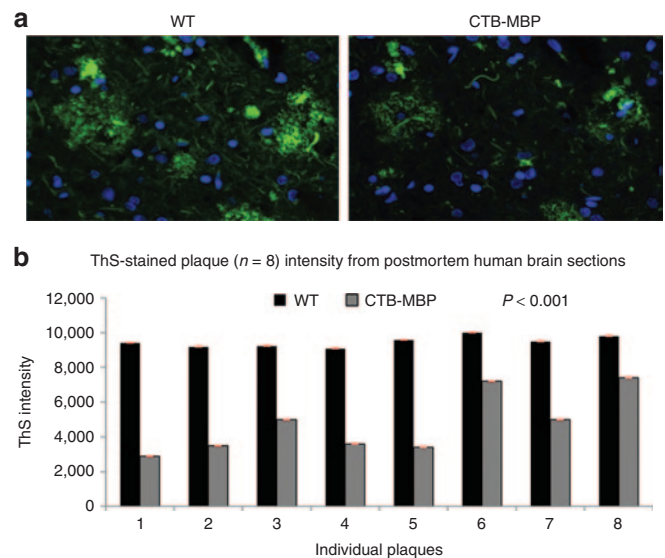 a
WT CTB-MBP
b ThS-stained plaque (n = 8) intensity from postmortem human brain sections
WT CTB-MBP P < 0.001
12,000
10,000
8,000
6,000
4,000
2,000
0
ThS intensity
1 2 3 4 5 6 7 8
Individual plaques